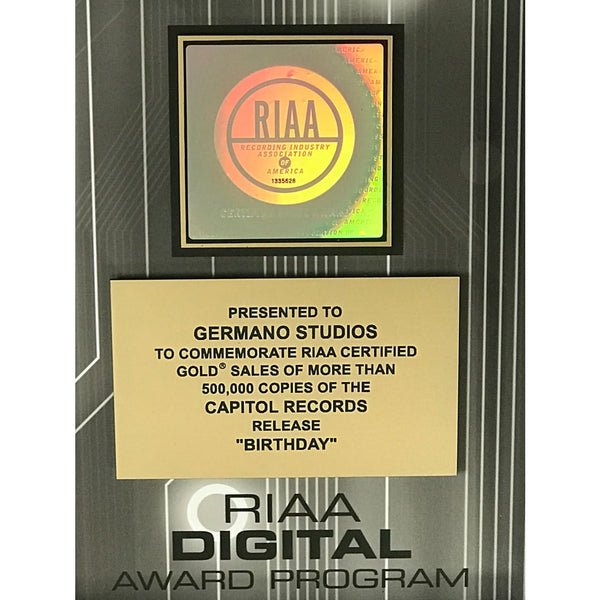 RIAA
RECORDING INDUSTRY
ASSOCIATION
OF
AMERICA
1335628
PRESENTED TO
GERMANO STUDIOS
TO COMMEMORATE RIAA CERTIFIED
GOLD® SALES OF MORE THAN
500,000 COPIES OF THE
CAPITOL RECORDS
RELEASE
"BIRTHDAY"
RIAA
DIGITAL
AWARD PROGRAM